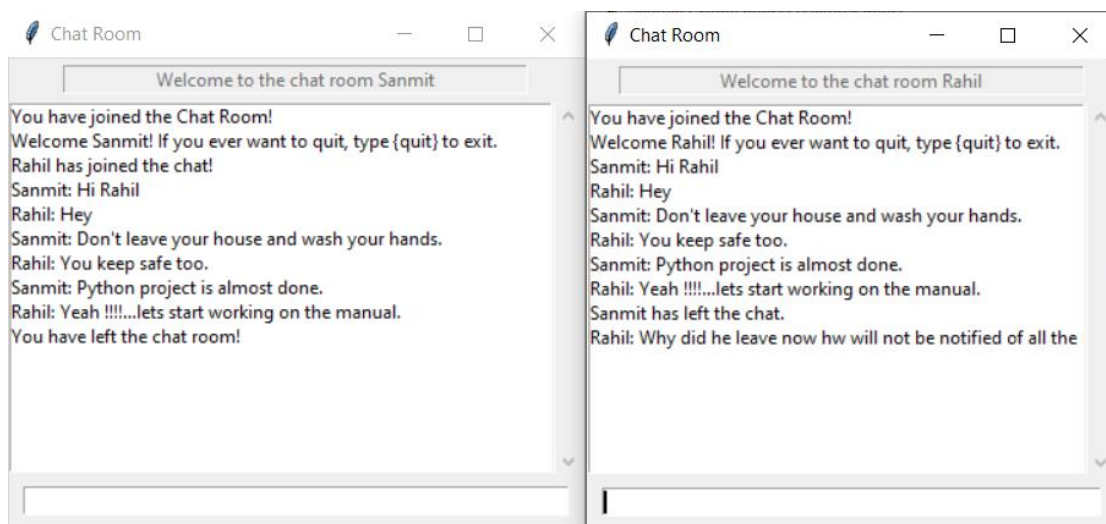 Chat Room
Welcome to the chat room Sanmit
You have joined the Chat Room!
Welcome Sanmit! If you ever want to quit, type {quit} to exit.
Rahil has joined the chat!
Sanmit: Hi Rahil
Rahil: Hey
Sanmit: Don't leave your house and wash your hands.
Rahil: You keep safe too.
Sanmit: Python project is almost done.
Rahil: Yeah !!!!...lets start working on the manual.
You have left the chat room!
Chat Room
Welcome to the chat room Rahil
You have joined the Chat Room!
Welcome Rahil! If you ever want to quit, type {quit} to exit.
Sanmit: Hi Rahil
Rahil: Hey
Sanmit: Don't leave your house and wash your hands.
Rahil: You keep safe too.
Sanmit: Python project is almost done.
Rahil: Yeah !!!!...lets start working on the manual.
Sanmit has left the chat.
Rahil: Why did he leave now hw will not be notified of all the